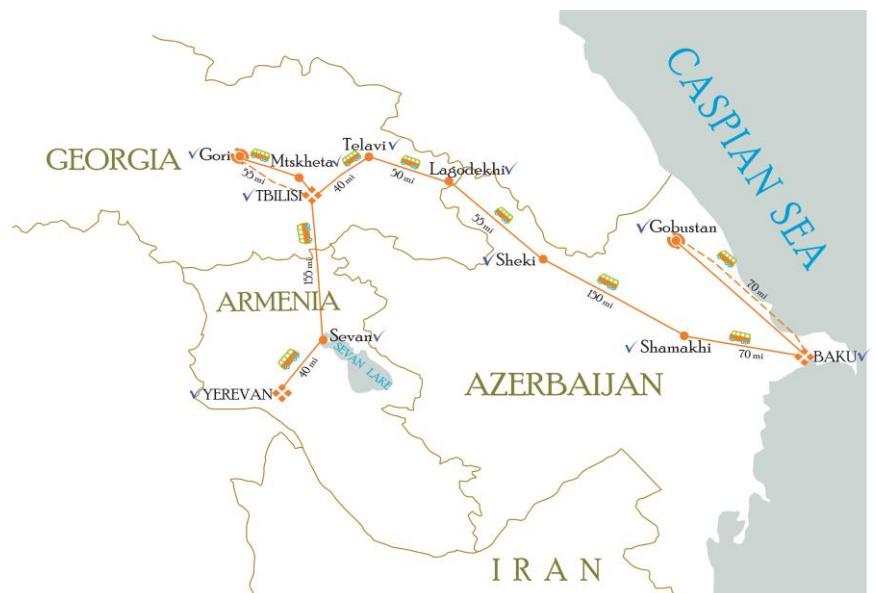 CASPIAN SEA
GEORGIA
Gori
Mtskheta
Telavi
Lagodekhi
55 mi
TBILISI
40 mi
50 mi
55 mi
Gobustan
Sheki
155 mi
ARMENIA
70 mi
150 mi
Sevan
SEVAN LAKE
Shamakhi
70 mi
BAKU
40 mi
YEREVAN
AZERBAIJAN
IRAN